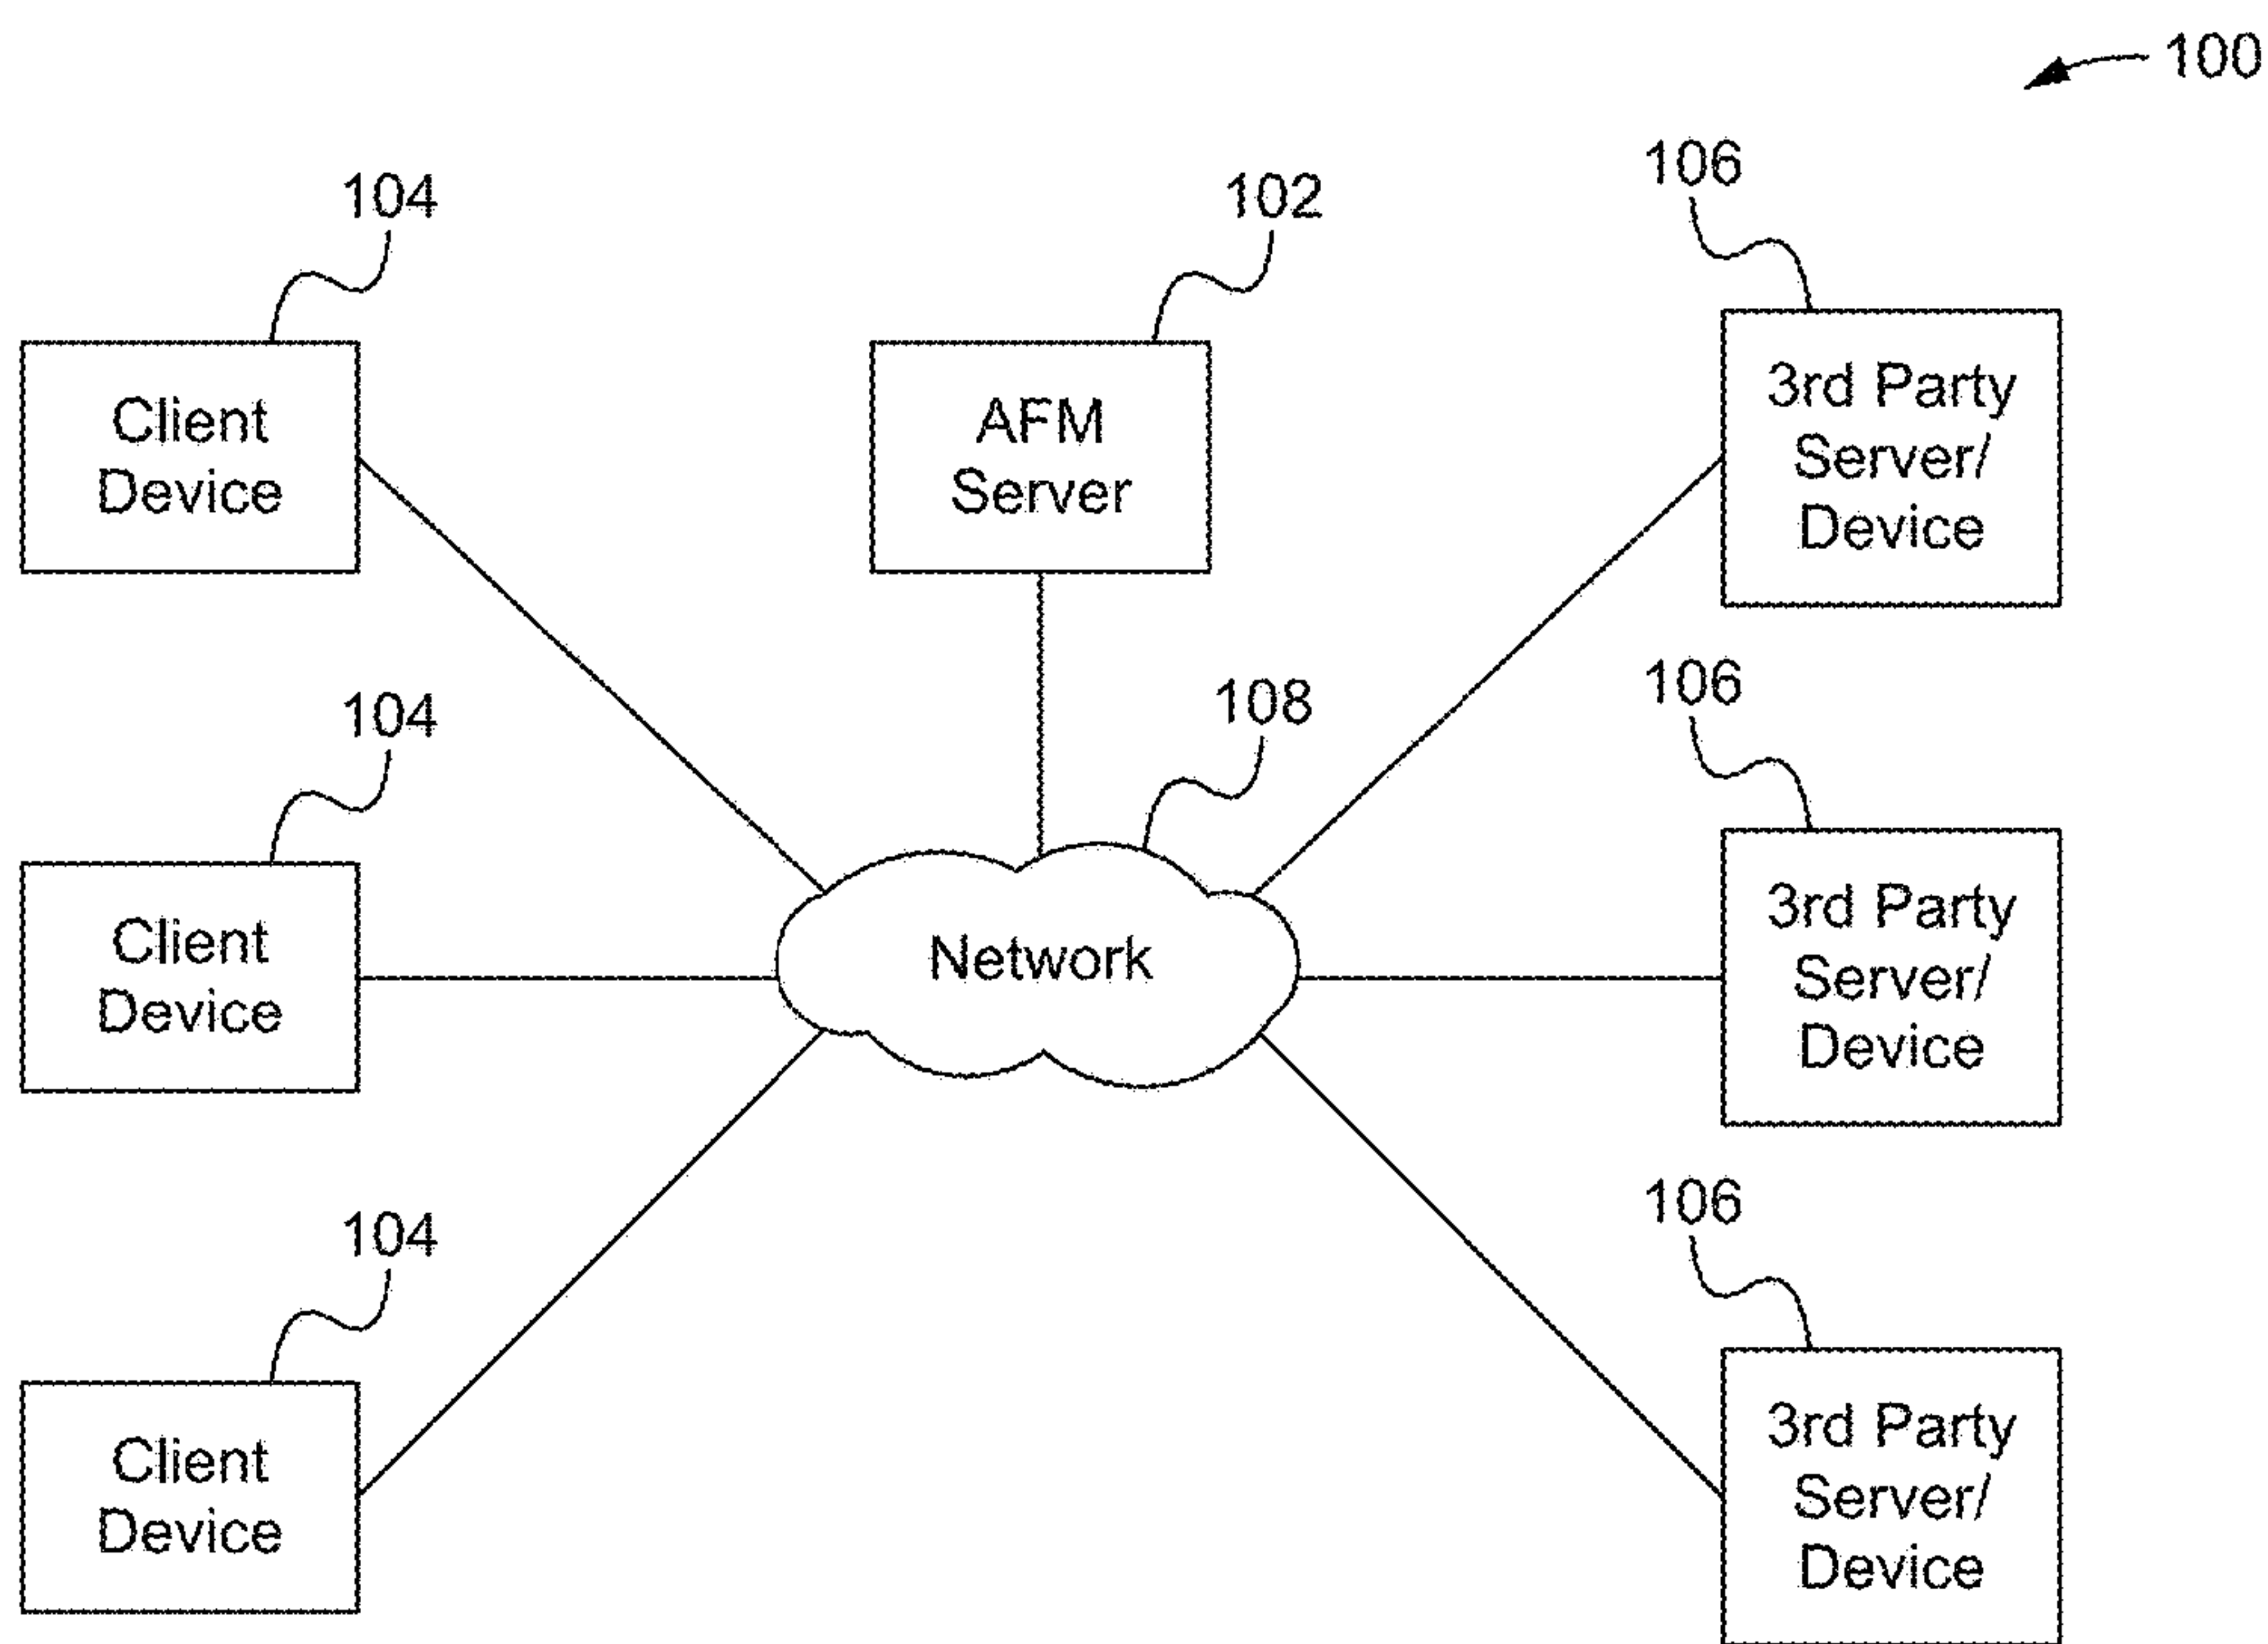 100
104
102
106
Client
Device
AFM
Server
3rd Party
Server/
Device
104
108
106
Client
Device
Network
3rd Party
Server/
Device
104
106
Client
Device
3rd Party
Server/
Device